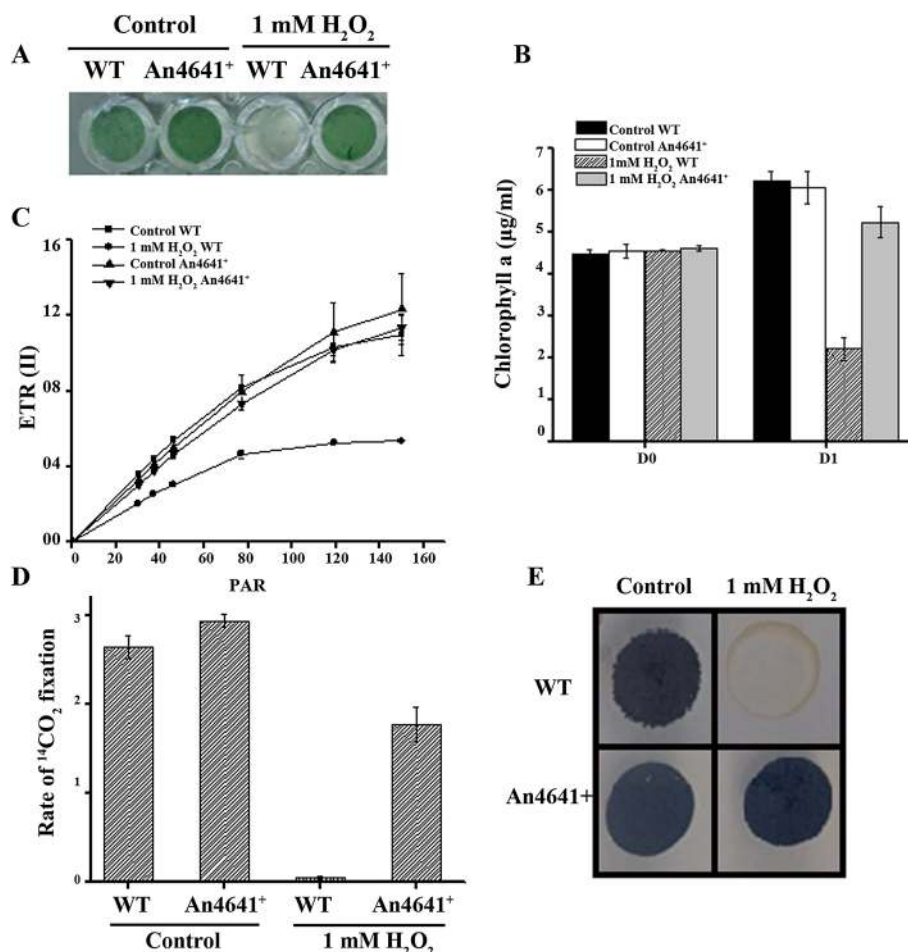 A
Control 1 mM H₂O₂
WT An4641⁺ WT An4641⁺
B
Control WT
Control An4641⁺
1mM H₂O₂ WT
1 mM H₂O₂ An4641⁺
Chlorophyll a (µg/ml)
7
6
5
4
3
2
1
0
D0 D1
C
Control WT
1 mM H₂O₂ WT
Control An4641⁺
1 mM H₂O₂ An4641⁺
ETR (II)
16
12
08
04
00
0 20 40 60 80 100 120 140 160
PAR
D
Rate of ¹⁴CO₂ fixation
3
2
1
0
WT An4641⁺ WT An4641⁺
Control 1 mM H₂O₂
E
Control 1 mM H₂O₂
WT
An4641+